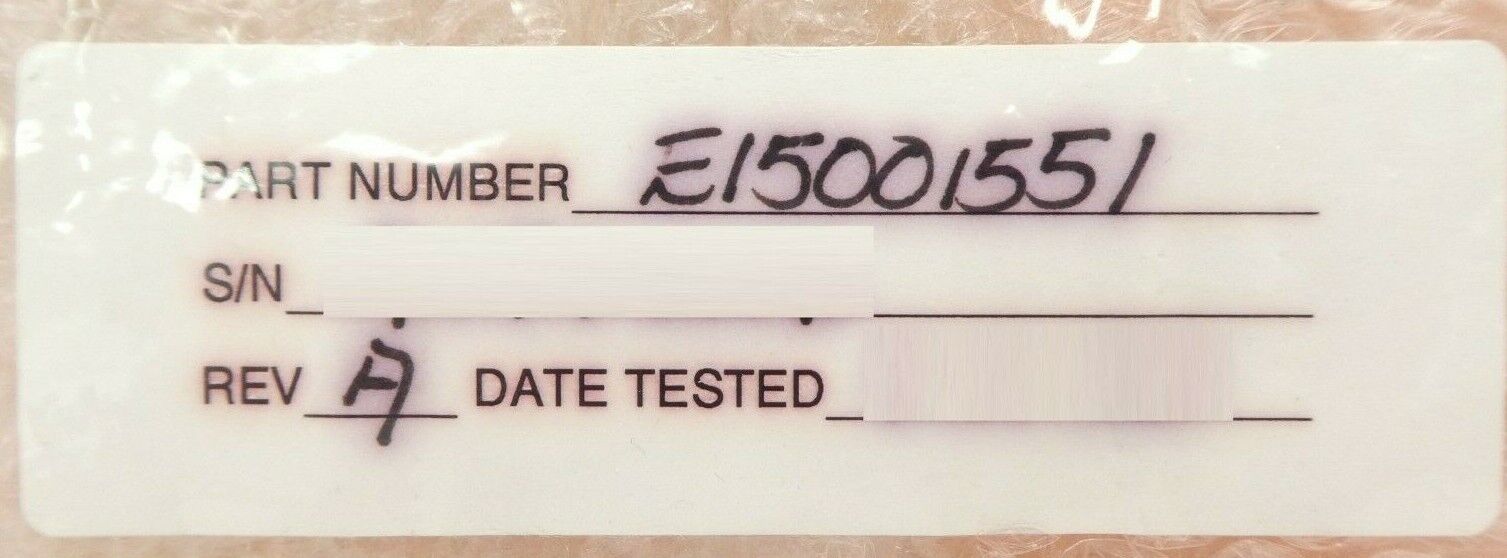 PART NUMBER E15001551
S/N
REV A DATE TESTED